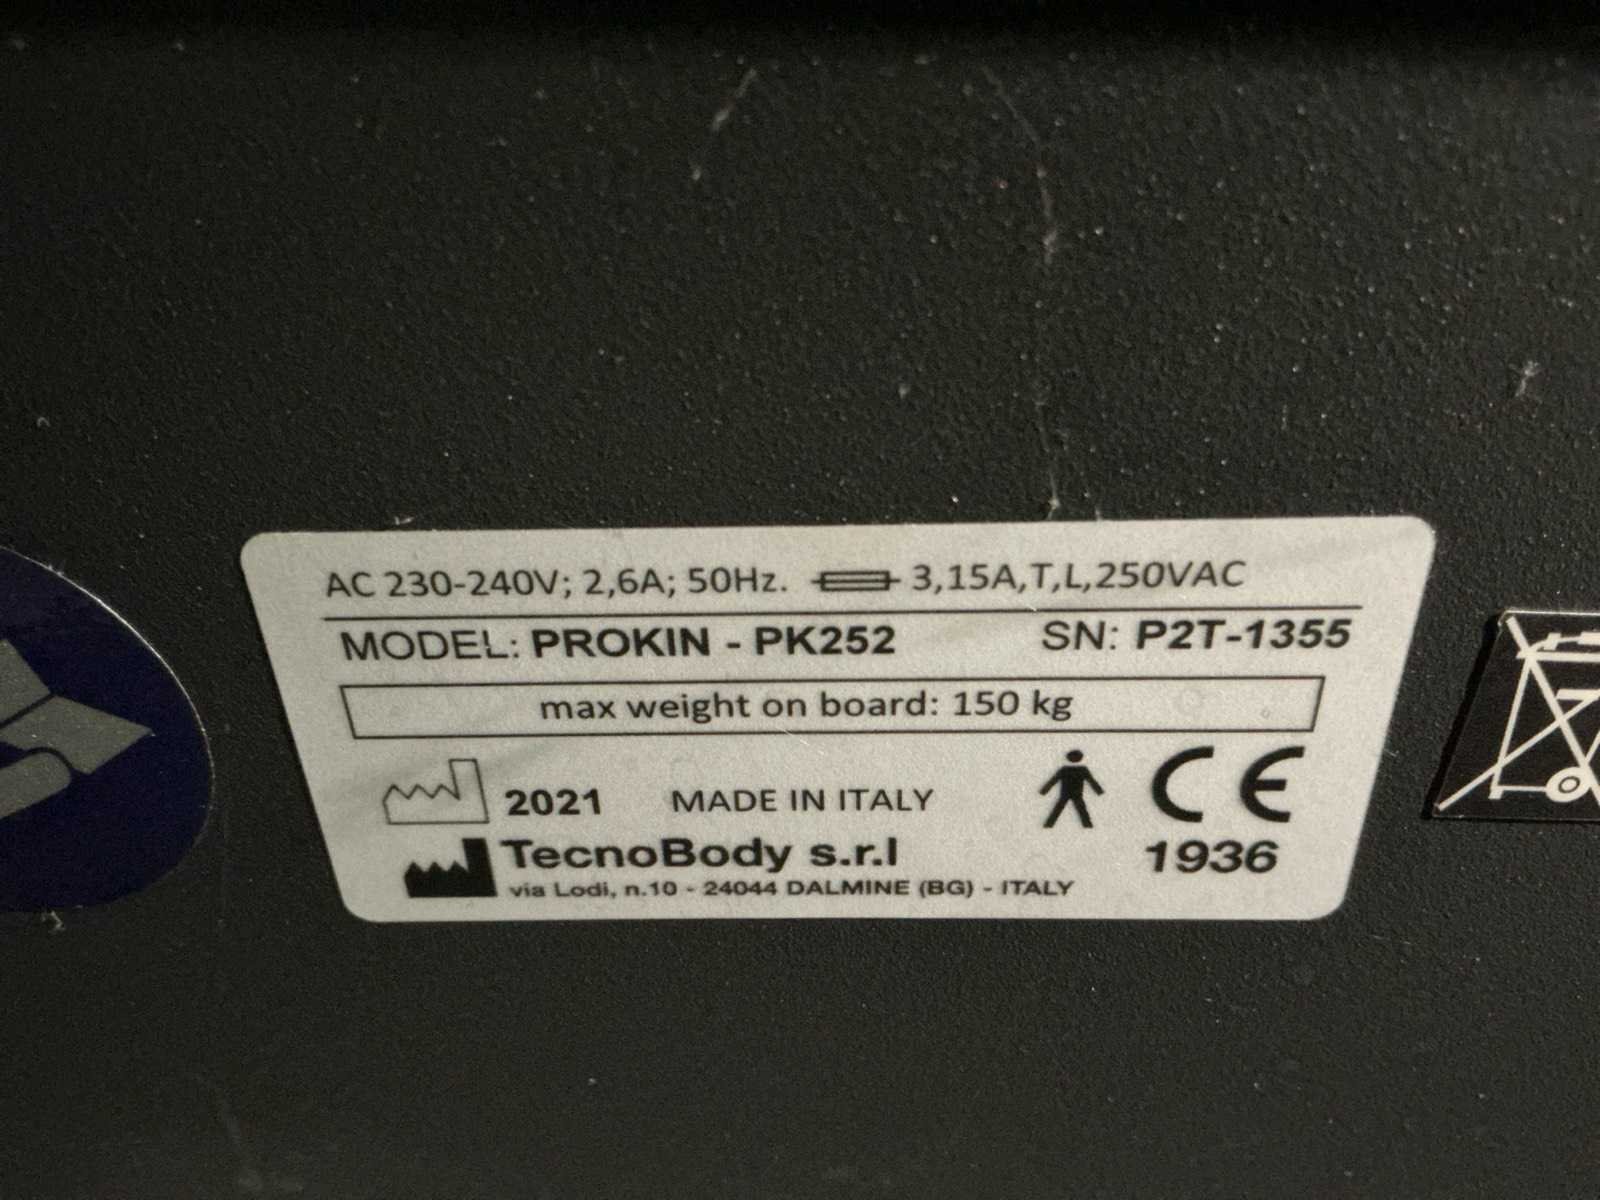 AC 230-240V; 2,6A; 50Hz. 3,15A,T,L,250VAC
MODEL: PROKIN - PK252 SN: P2T-1355
max weight on board: 150 kg
2021 MADE IN ITALY CE
TecnoBody s.r.l 1936
via Lodi, n.10 - 24044 DALMINE (BG) - ITALY